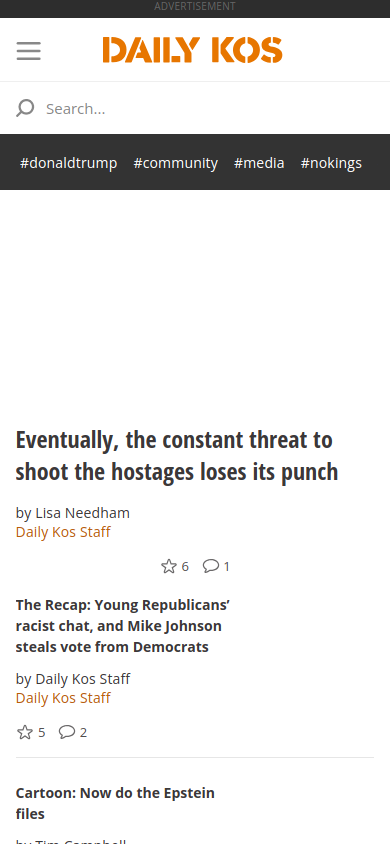 ADVERTISEMENT
DAILY KOS
Search...
#donaldtrump #community #media #nokings
Eventually, the constant threat to
shoot the hostages loses its punch
by Lisa Needham
Daily Kos Staff
6 1
The Recap: Young Republicans’
racist chat, and Mike Johnson
steals vote from Democrats
by Daily Kos Staff
Daily Kos Staff
5 2
Cartoon: Now do the Epstein
files
by Tim Campbell